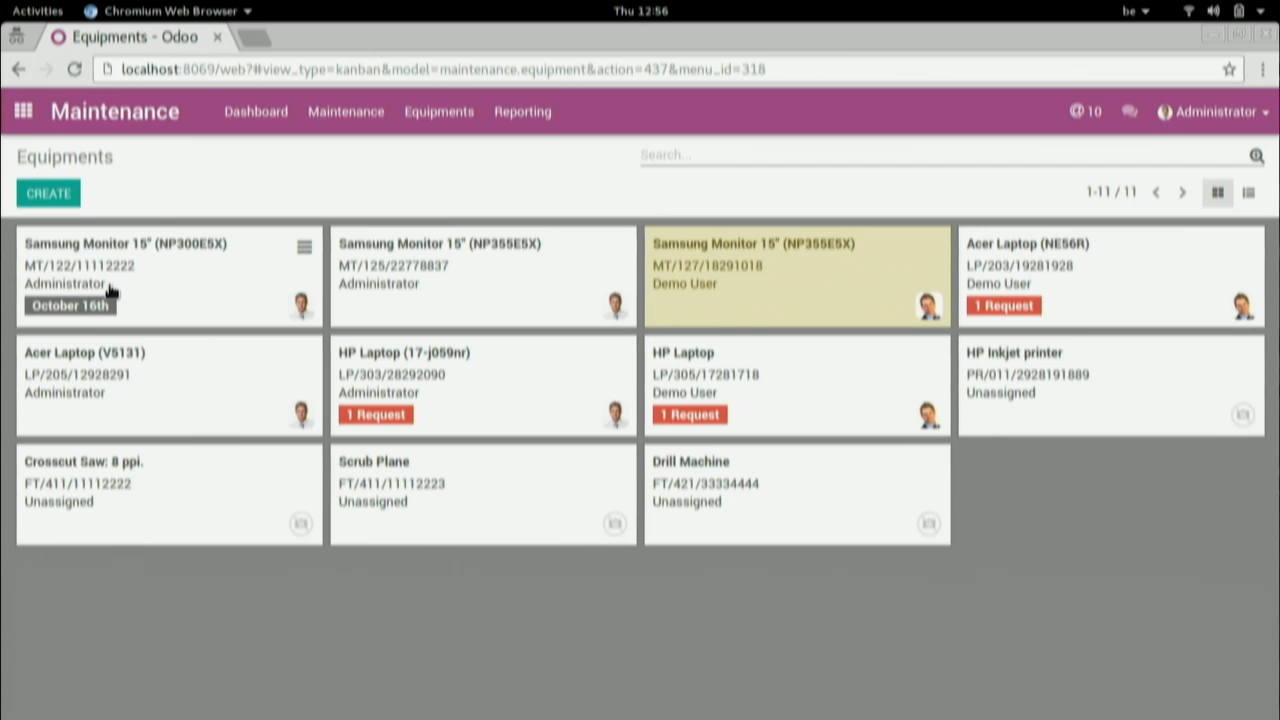 Activities Chromium Web Browser Thu 12:56 be
Equipments - Odoo ×
localhost:8069/web?#view_type=kanban&model=maintenance.equipment&action=437&menu_id=318
Maintenance Dashboard Maintenance Equipments Reporting @ 10 Administrator
Equipments Search...
CREATE 1-11 / 11
Samsung Monitor 15" (NP300E5X)
MT/122/11112222
Administrator
October 16th
Samsung Monitor 15" (NP355E5X)
MT/125/22778837
Administrator
Samsung Monitor 15" (NP355E5X)
MT/127/18291018
Demo User
Acer Laptop (NE56R)
LP/203/19281928
Demo User
1 Request
Acer Laptop (V5131)
LP/205/12928291
Administrator
HP Laptop (17-j059nr)
LP/303/28292090
Administrator
1 Request
HP Laptop
LP/305/17281718
Demo User
1 Request
HP Inkjet printer
PR/011/2928191889
Unassigned
Crosscut Saw: 8 ppi.
FT/411/11112222
Unassigned
Scrub Plane
FT/411/11112223
Unassigned
Drill Machine
FT/421/33334444
Unassigned